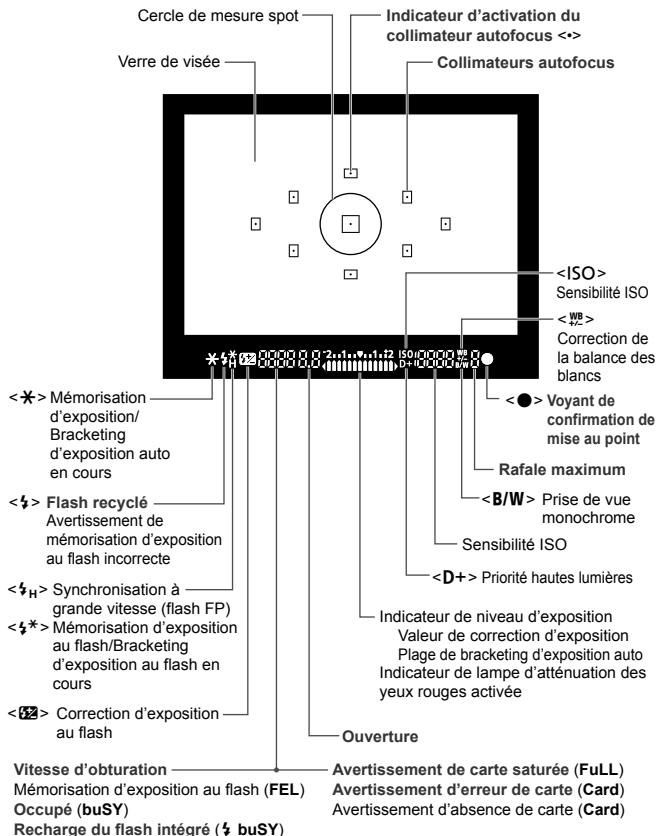 Cercle de mesure spot
Indicateur d'activation du
collimateur autofocus <·>
Verre de visée
Collimateurs autofocus
<ISO>
Sensibilité ISO
<WB +/->
Correction de
la balance des
blancs
<●> Voyant de
confirmation de
mise au point
Rafale maximum
<B/W> Prise de vue
monochrome
Sensibilité ISO
<D+> Priorité hautes lumières
<✱> Mémorisation
d'exposition/
Bracketing
d'exposition auto
en cours
<⚡> Flash recyclé
Avertissement de
mémorisation d'exposition
au flash incorrecte
<⚡H> Synchronisation à
grande vitesse (flash FP)
<⚡*> Mémorisation d'exposition
au flash/Bracketing
d'exposition au flash en
cours
<⚡±> Correction d'exposition
au flash
Indicateur de niveau d'exposition
Valeur de correction d'exposition
Plage de bracketing d'exposition auto
Indicateur de lampe d'atténuation des
yeux rouges activée
Ouverture
Vitesse d'obturation
Mémorisation d'exposition au flash (FEL)
Occupé (buSY)
Recharge du flash intégré (⚡ buSY)
Avertissement de carte saturée (FuLL)
Avertissement d'erreur de carte (Card)
Avertissement d'absence de carte (Card)